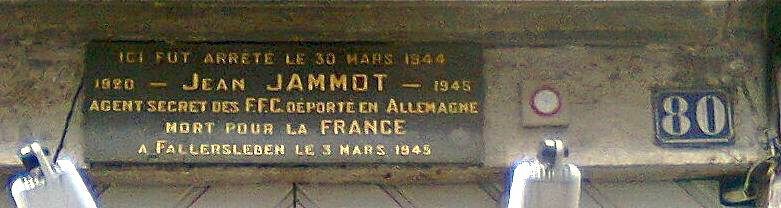 ICI FUT ARRÊTÉ LE 30 MARS 1944
1920 — JEAN JAMMOT — 1945
AGENT SECRET DES F.F.C. DÉPORTÉ EN ALLEMAGNE
MORT POUR LA FRANCE
A FALLERSLEBEN LE 3 MARS 1945
80